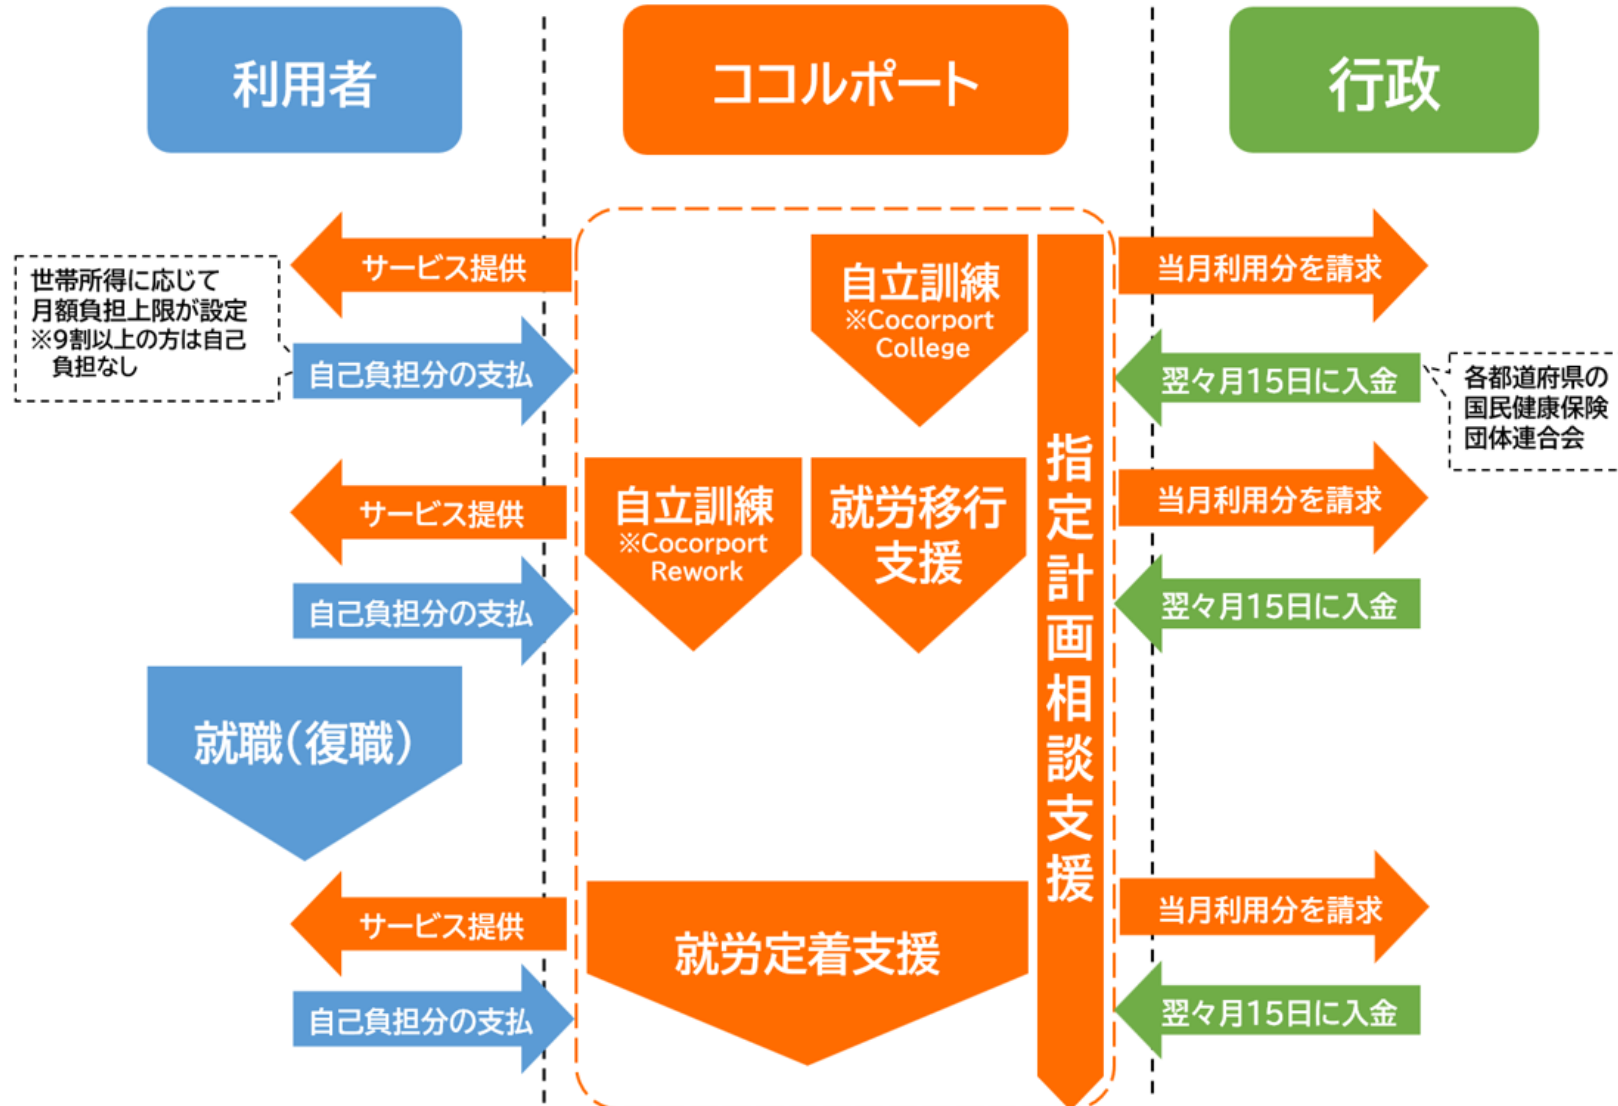 利用者
ココルポート
行政
サービス提供
世帯所得に応じて
月額負担上限が設定
※9割以上の方は自己
負担なし
自己負担分の支払
自立訓練
※Cocorport
College
当月利用分を請求
翌々月15日に入金
各都道府県の
国民健康保険
団体連合会
サービス提供
自己負担分の支払
自立訓練
※Cocorport
Rework
就労移行
支援
指定計画相談支援
当月利用分を請求
翌々月15日に入金
就職(復職)
サービス提供
自己負担分の支払
就労定着支援
当月利用分を請求
翌々月15日に入金